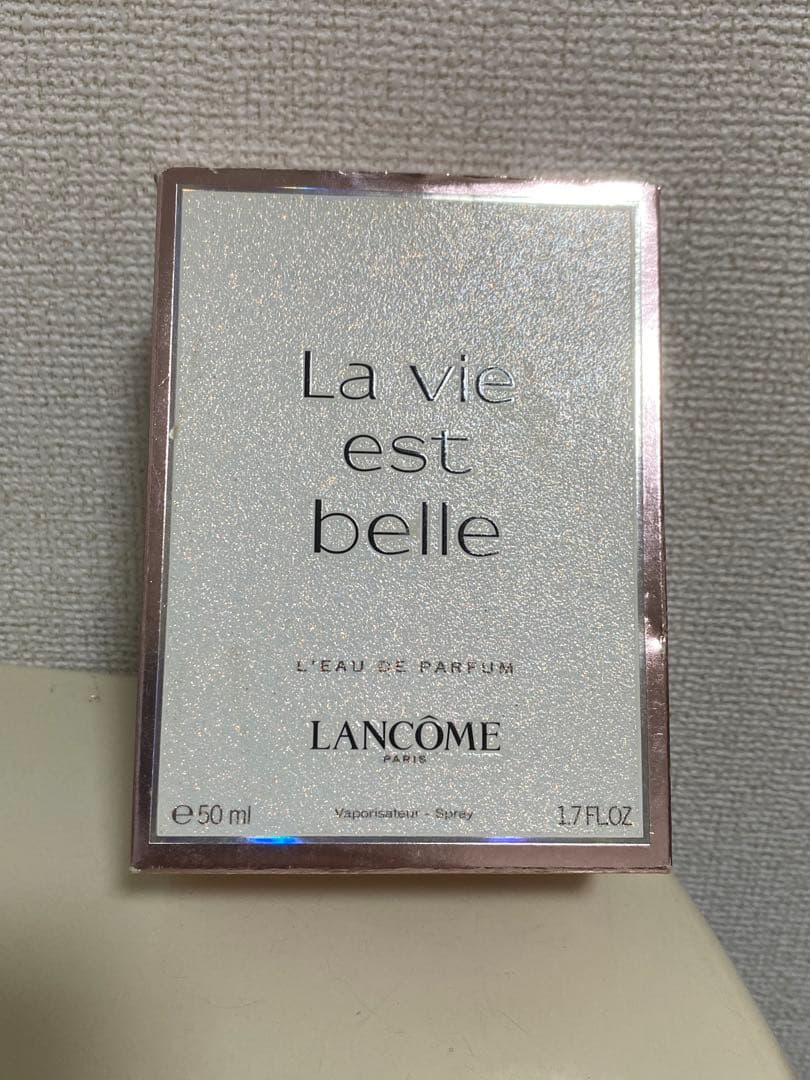 La vie
est
belle
L'EAU DE PARFUM
LANCÔME
PARIS
℮50 ml
Vaporisateur - Spray
1.7 FL.OZ